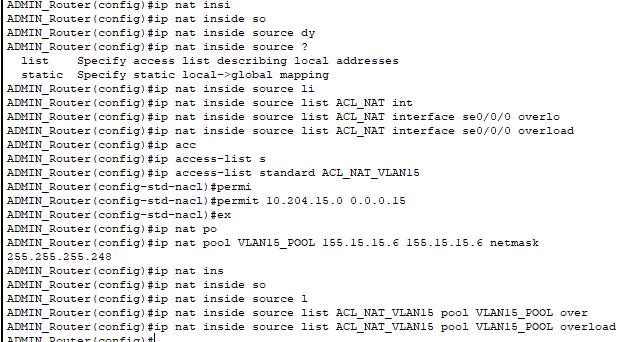 ADMIN_Router(config)#ip nat insi
ADMIN_Router(config)#ip nat inside so
ADMIN_Router(config)#ip nat inside source dy
ADMIN_Router(config)#ip nat inside source ?
  list    Specify access list describing local addresses
  static  Specify static local->global mapping
ADMIN_Router(config)#ip nat inside source li
ADMIN_Router(config)#ip nat inside source list ACL_NAT int
ADMIN_Router(config)#ip nat inside source list ACL_NAT interface se0/0/0 overlo
ADMIN_Router(config)#ip nat inside source list ACL_NAT interface se0/0/0 overload
ADMIN_Router(config)#ip acc
ADMIN_Router(config)#ip access-list s
ADMIN_Router(config)#ip access-list standard ACL_NAT_VLAN15
ADMIN_Router(config-std-nacl)#permi
ADMIN_Router(config-std-nacl)#permit 10.204.15.0 0.0.0.15
ADMIN_Router(config-std-nacl)#ex
ADMIN_Router(config)#ip nat po
ADMIN_Router(config)#ip nat pool VLAN15_POOL 155.15.15.6 155.15.15.6 netmask
255.255.255.248
ADMIN_Router(config)#ip nat ins
ADMIN_Router(config)#ip nat inside so
ADMIN_Router(config)#ip nat inside source l
ADMIN_Router(config)#ip nat inside source list ACL_NAT_VLAN15 pool VLAN15_POOL over
ADMIN_Router(config)#ip nat inside source list ACL_NAT_VLAN15 pool VLAN15_POOL overload
ADMIN_Router(config)#